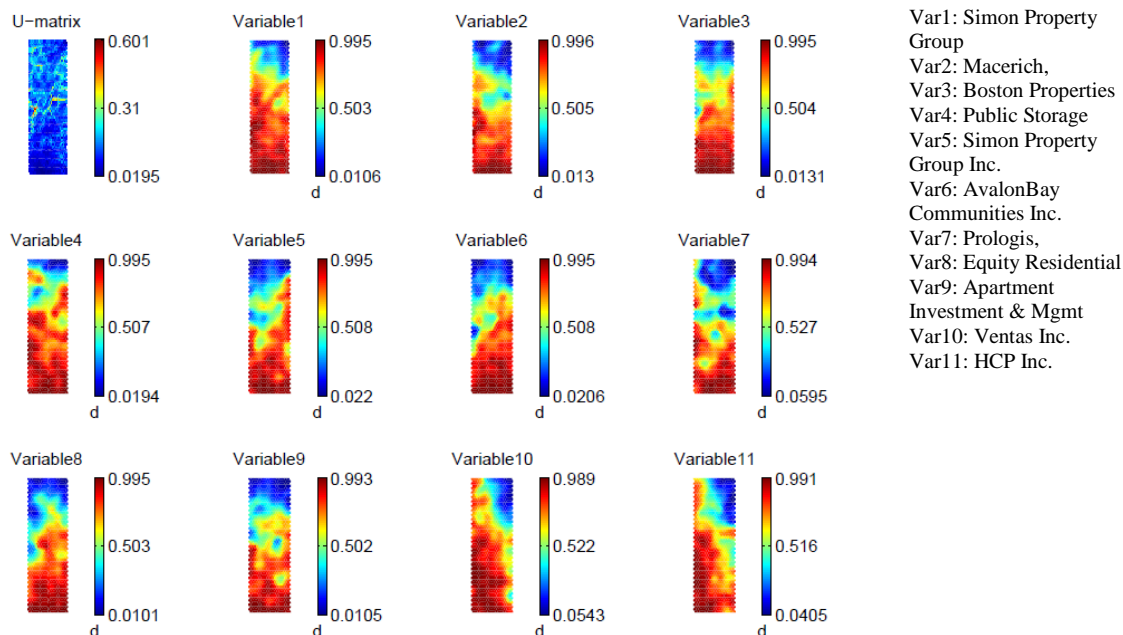 U-matrix
0.601
0.31
0.0195
Variable1
0.995
0.503
0.0106
d
Variable2
0.996
0.505
0.013
d
Variable3
0.995
0.504
0.0131
d
Variable4
0.995
0.507
0.0194
d
Variable5
0.995
0.508
0.022
d
Variable6
0.995
0.508
0.0206
d
Variable7
0.994
0.527
0.0595
d
Variable8
0.995
0.503
0.0101
d
Variable9
0.993
0.502
0.0105
d
Variable10
0.989
0.522
0.0543
d
Variable11
0.991
0.516
0.0405
d
Var1: Simon Property
Group
Var2: Macerich,
Var3: Boston Properties
Var4: Public Storage
Var5: Simon Property
Group Inc.
Var6: AvalonBay
Communities Inc.
Var7: Prologis,
Var8: Equity Residential
Var9: Apartment
Investment & Mgmt
Var10: Ventas Inc.
Var11: HCP Inc.